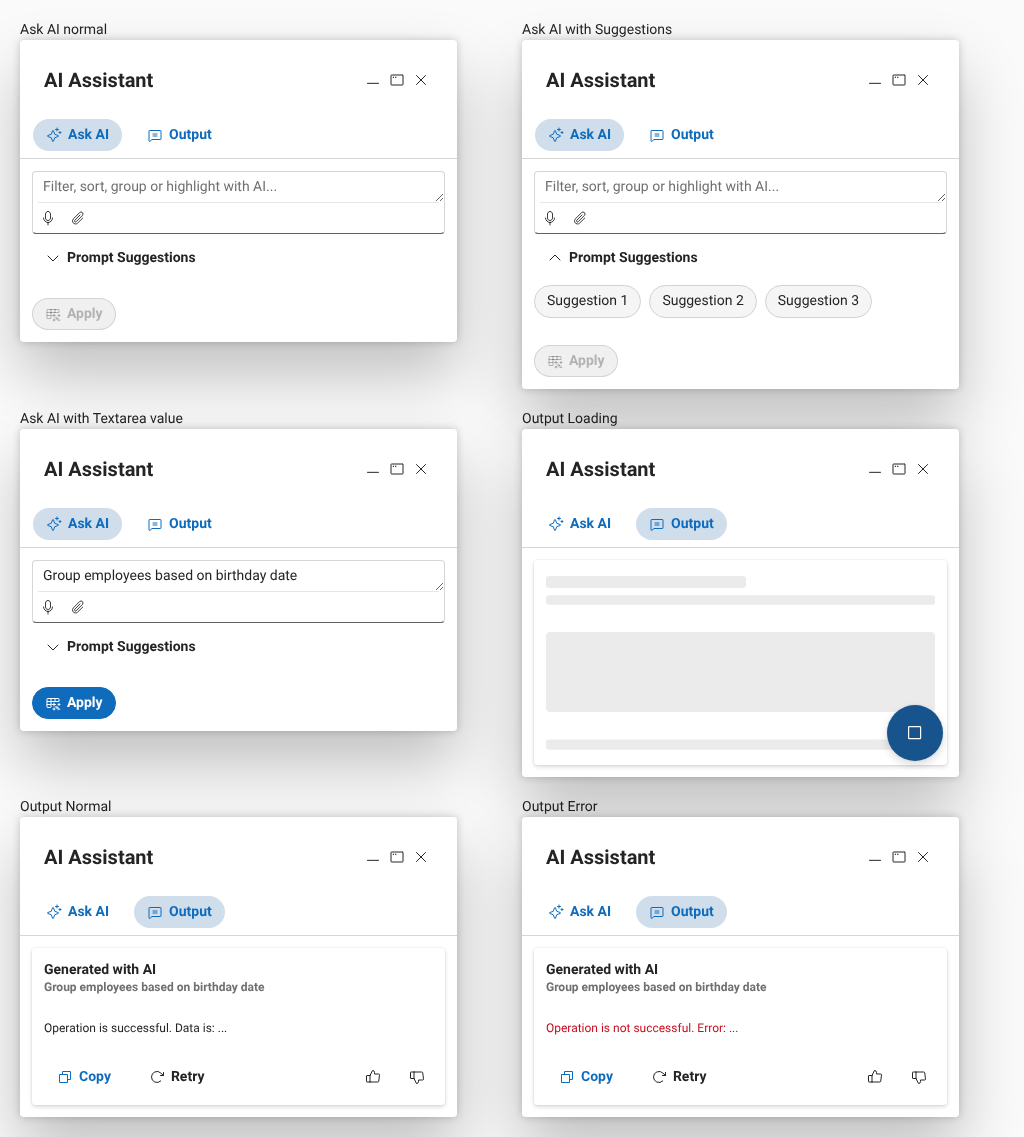 Ask AI normal
AI Assistant
Ask AI Output
Filter, sort, group or highlight with AI...
Prompt Suggestions
Apply
Ask AI with Suggestions
AI Assistant
Ask AI Output
Filter, sort, group or highlight with AI...
Prompt Suggestions
Suggestion 1 Suggestion 2 Suggestion 3
Apply
Ask AI with Textarea value
AI Assistant
Ask AI Output
Group employees based on birthday date
Prompt Suggestions
Apply
Output Loading
AI Assistant
Ask AI Output
Output Normal
AI Assistant
Ask AI Output
Generated with AI
Group employees based on birthday date
Operation is successful. Data is: ...
Copy Retry
Output Error
AI Assistant
Ask AI Output
Generated with AI
Group employees based on birthday date
Operation is not successful. Error: ...
Copy Retry